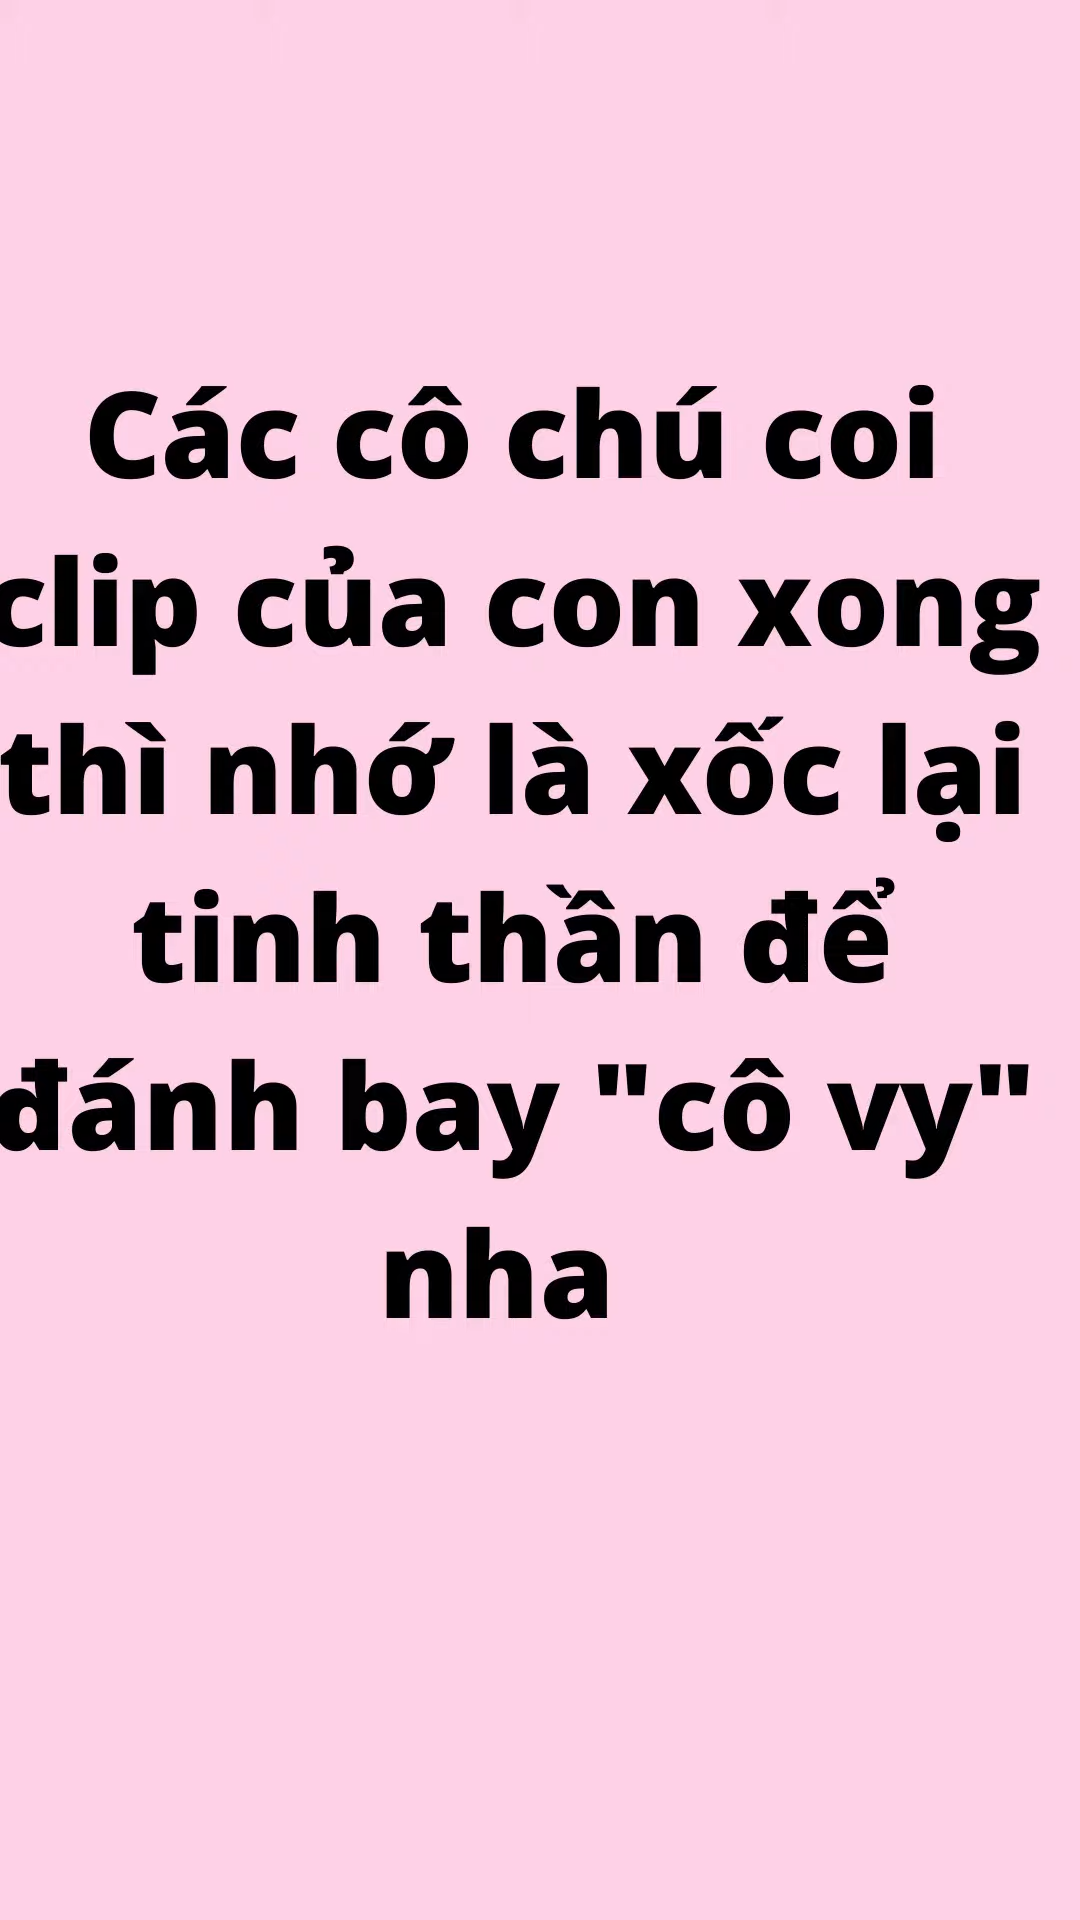 Các cô chú coi
clip của con xong
thì nhớ là xốc lại
tinh thần để
đánh bay "cô vy"
nha